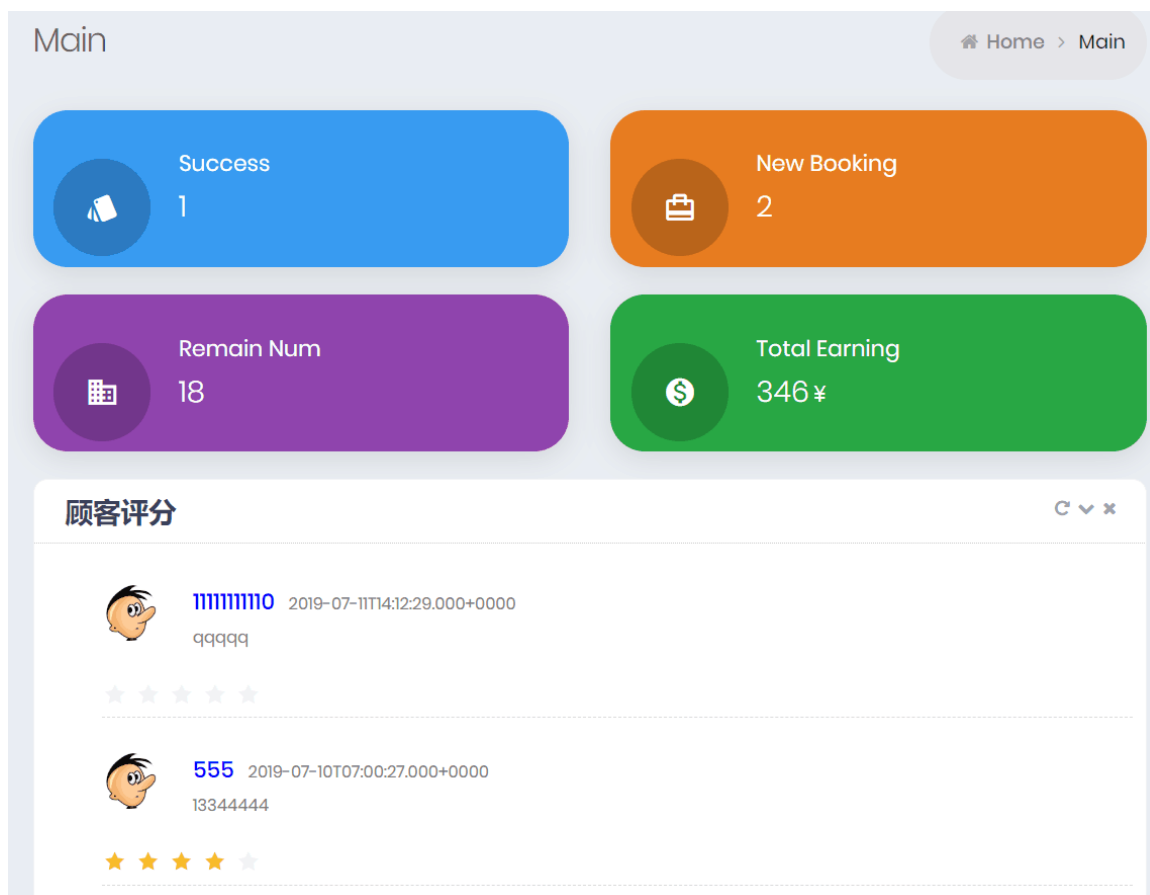 Main
Home > Main
Success
1
New Booking
2
Remain Num
18
Total Earning
346 ¥
顾客评分
11111111110 2019-07-11T14:12:29.000+0000
qqqqq
555 2019-07-10T07:00:27.000+0000
13344444